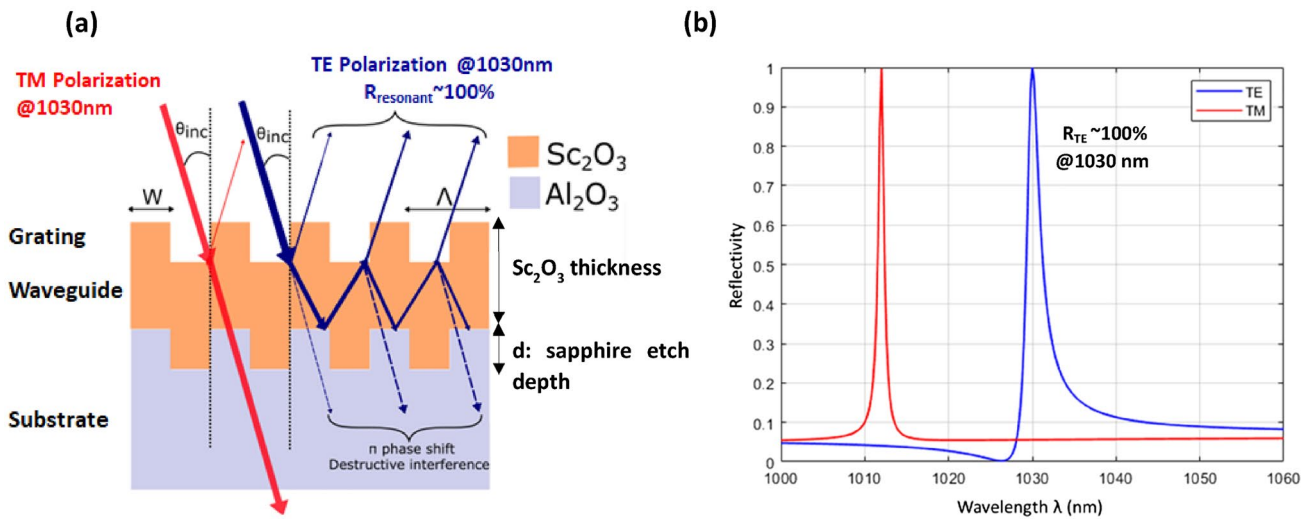 (a)
TM Polarization
@1030nm
TE Polarization @1030nm
Rresonant~100%
θinc
θinc
Sc2O3
Al2O3
W
Λ
Grating
Waveguide
Substrate
Sc2O3 thickness
d: sapphire etch
depth
π phase shift
Destructive interference
(b)
TE
TM
RTE ~100%
@1030 nm
Reflectivity
1
0.9
0.8
0.7
0.6
0.5
0.4
0.3
0.2
0.1
0
1000
1010
1020
1030
1040
1050
1060
Wavelength λ (nm)